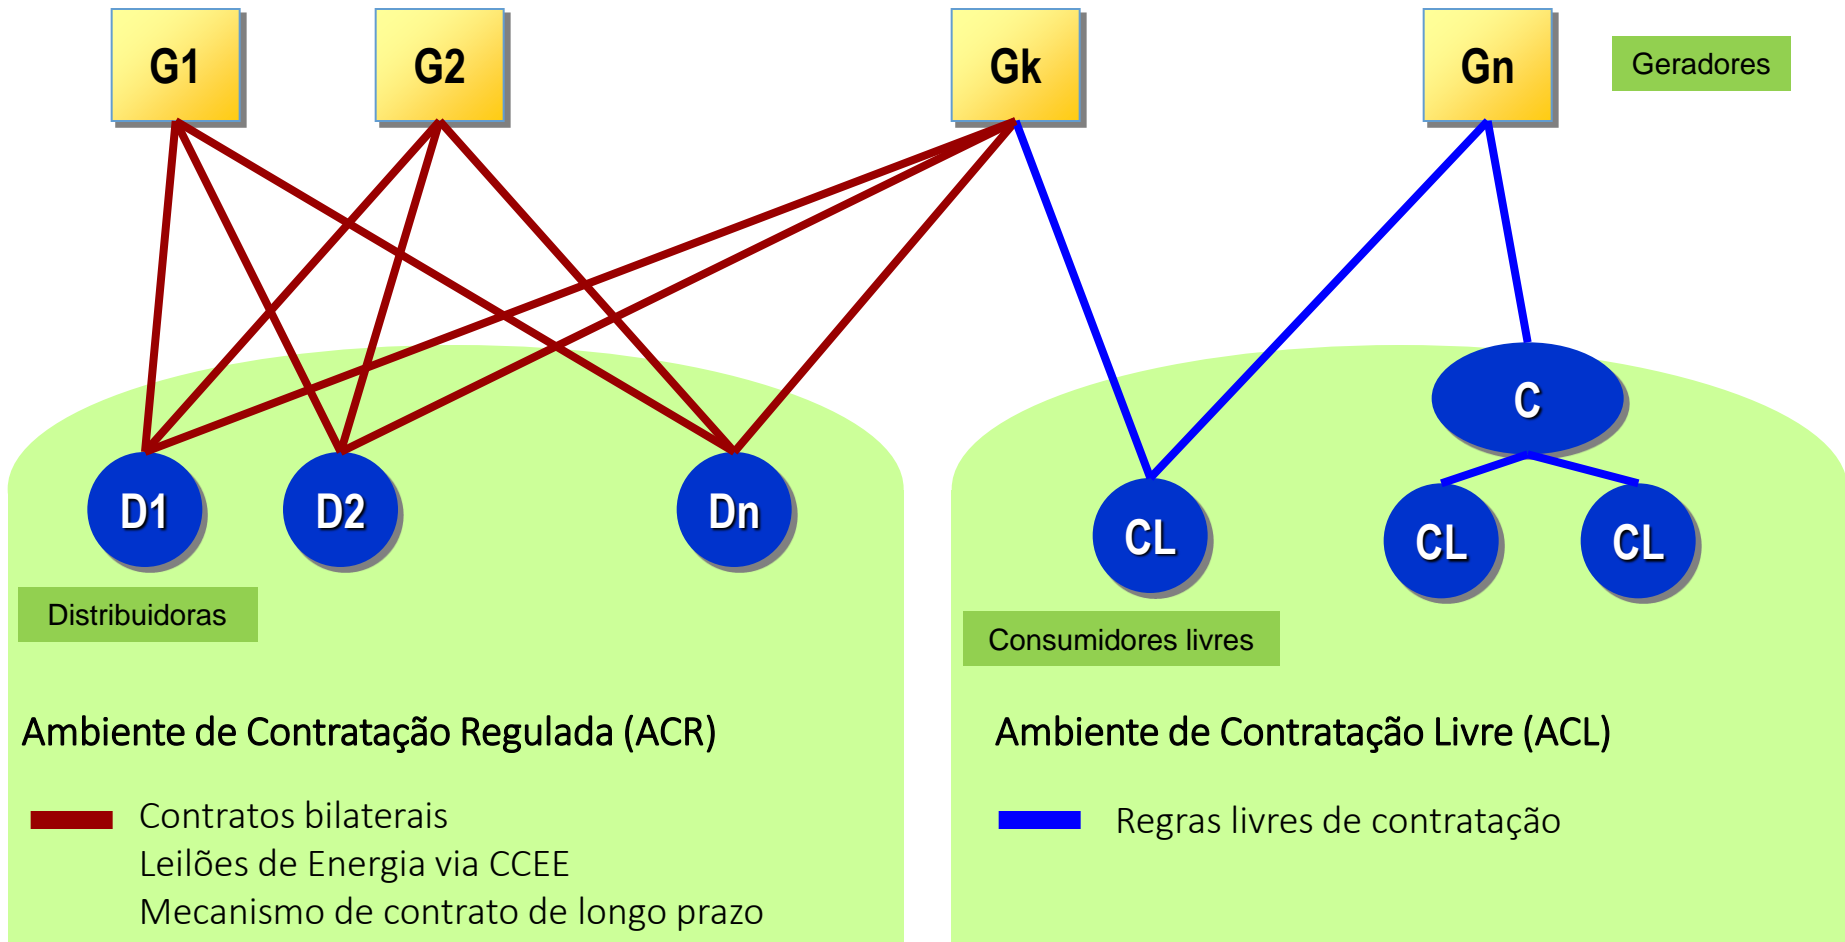 G1
G2
Gk
Gn
Geradores
C
D1
D2
Dn
CL
CL
CL
Distribuidoras
Consumidores livres
Ambiente de Contratação Regulada (ACR)
Ambiente de Contratação Livre (ACL)
Contratos bilaterais
Leilões de Energia via CCEE
Mecanismo de contrato de longo prazo
Regras livres de contratação